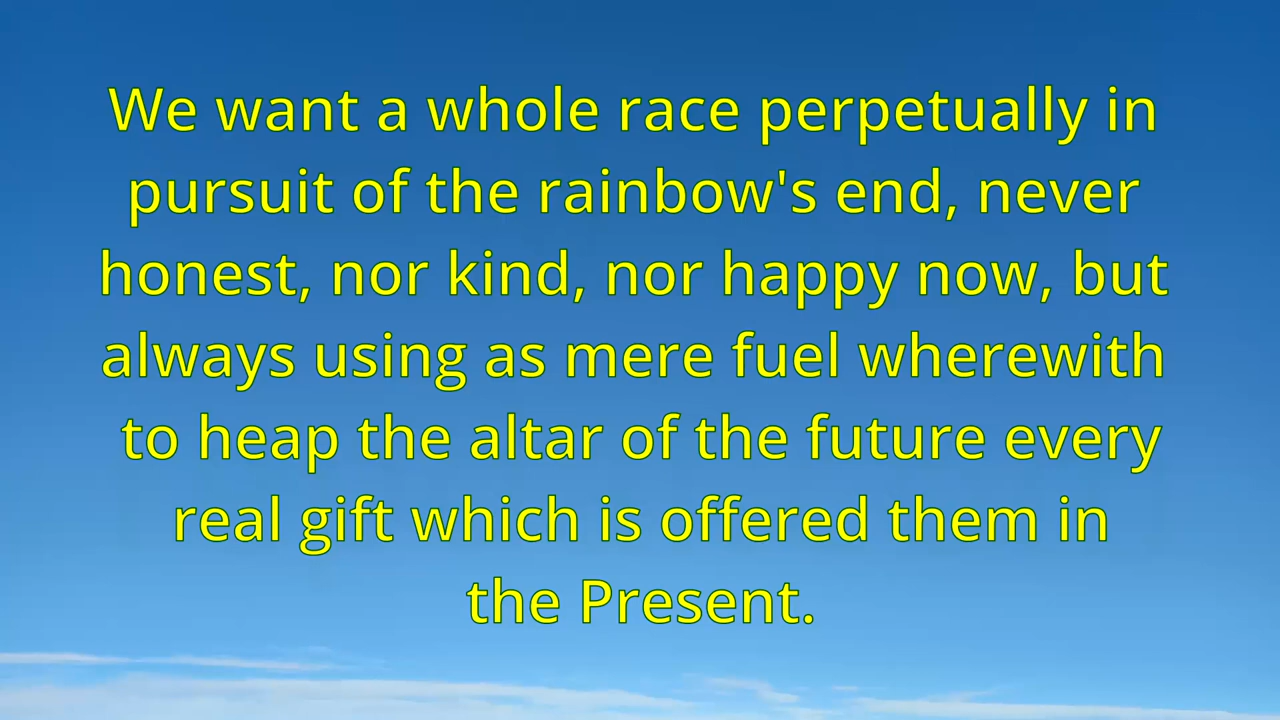 We want a whole race perpetually in
pursuit of the rainbow's end, never
honest, nor kind, nor happy now, but
always using as mere fuel wherewith
to heap the altar of the future every
real gift which is offered them in
the Present.